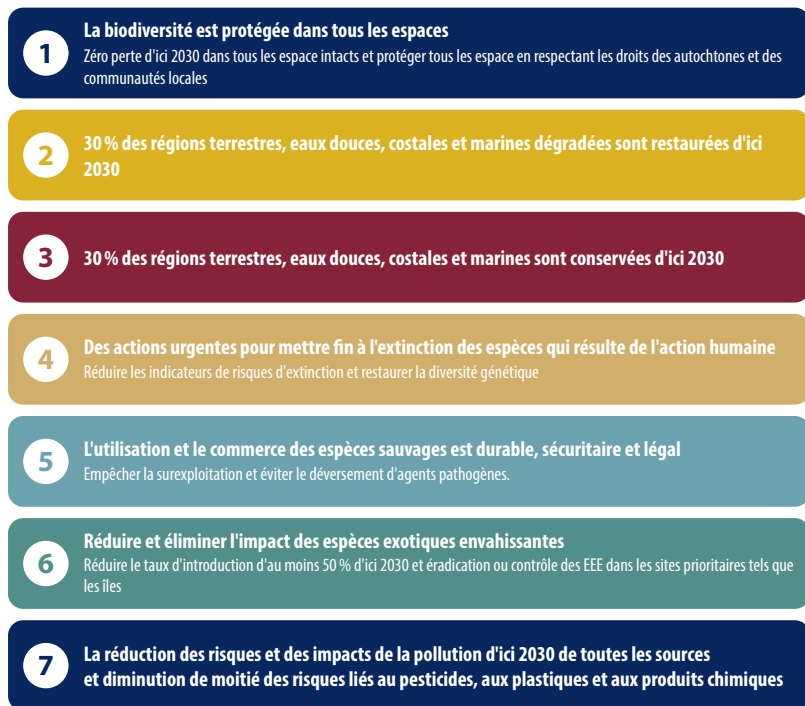 1
La biodiversité est protégée dans tous les espaces
Zéro perte d'ici 2030 dans tous les espace intacts et protéger tous les espace en respectant les droits des autochtones et des
communautés locales
2
30 % des régions terrestres, eaux douces, costales et marines dégradées sont restaurées d'ici
2030
3
30 % des régions terrestres, eaux douces, costales et marines sont conservées d'ici 2030
4
Des actions urgentes pour mettre fin à l'extinction des espèces qui résulte de l'action humaine
Réduire les indicateurs de risques d'extinction et restaurer la diversité génétique
5
L'utilisation et le commerce des espèces sauvages est durable, sécuritaire et légal
Empêcher la surexploitation et éviter le déversement d'agents pathogènes.
6
Réduire et éliminer l'impact des espèces exotiques envahissantes
Réduire le taux d'introduction d'au moins 50 % d'ici 2030 et éradication ou contrôle des EEE dans les sites prioritaires tels que
les îles
7
La réduction des risques et des impacts de la pollution d'ici 2030 de toutes les sources
et diminution de moitié des risques liés au pesticides, aux plastiques et aux produits chimiques